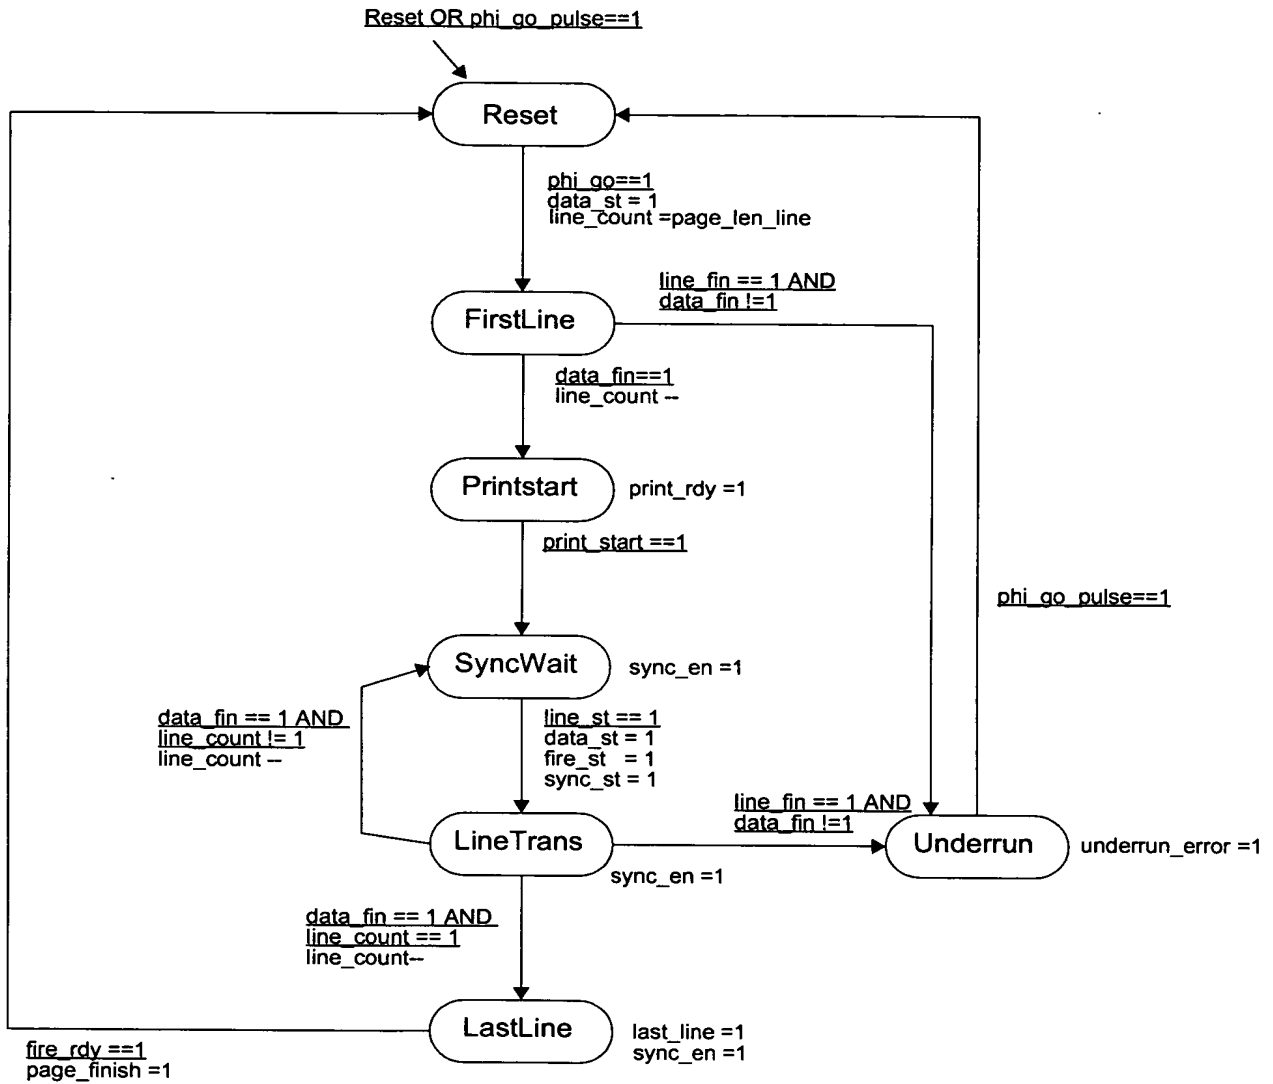 Reset OR phi_go_pulse==1
Reset
phi_go==1
data_st = 1
line_count =page_len_line
line_fin == 1 AND
data_fin !=1
FirstLine
data_fin==1
line_count --
Printstart
print_rdy =1
print_start ==1
phi_go_pulse==1
SyncWait
sync_en =1
data_fin == 1 AND
line_count != 1
line_count --
line_st == 1
data_st = 1
fire_st = 1
sync_st = 1
line_fin == 1 AND
data_fin !=1
LineTrans
sync_en =1
Underrun
underrun_error =1
data_fin == 1 AND
line_count == 1
line_count--
LastLine
last_line =1
sync_en =1
fire_rdy ==1
page_finish =1